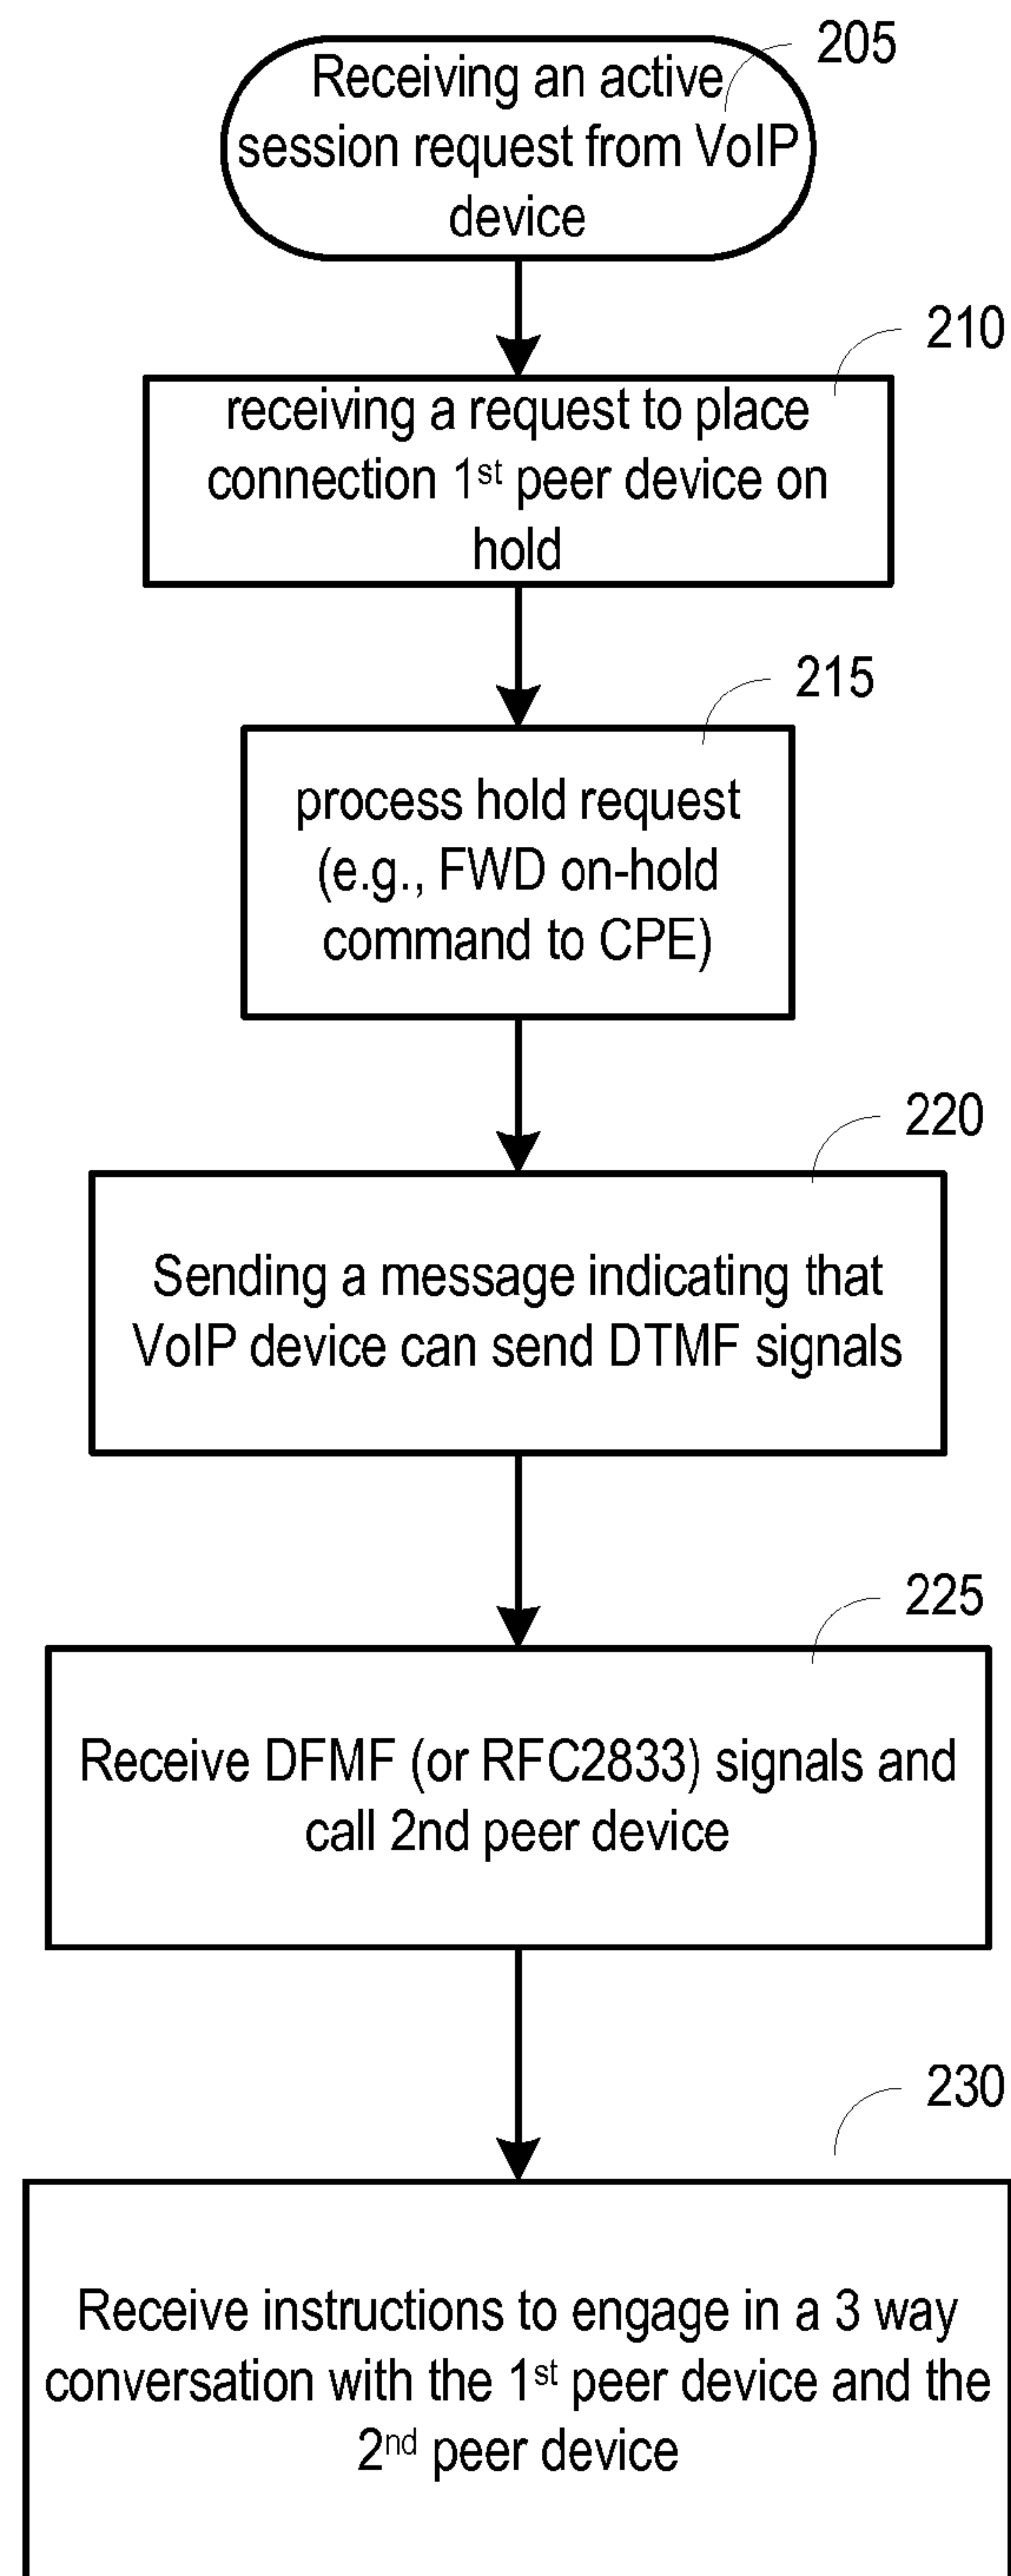 205
Receiving an active
session request from VoIP
device
210
receiving a request to place
connection 1st peer device on
hold
215
process hold request
(e.g., FWD on-hold
command to CPE)
220
Sending a message indicating that
VoIP device can send DTMF signals
225
Receive DFMF (or RFC2833) signals and
call 2nd peer device
230
Receive instructions to engage in a 3 way
conversation with the 1st peer device and the
2nd peer device